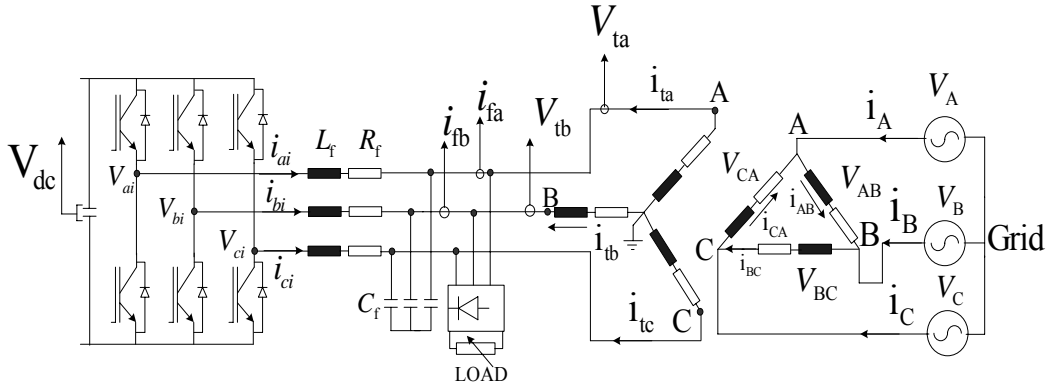 V_dc
V_ai
V_bi
V_ci
i_ai
i_bi
i_ci
L_f
R_f
C_f
i_fb
i_fa
V_ta
V_tb
LOAD
i_ta
i_tb
i_tc
A
B
C
A
B
C
V_CA
V_AB
V_BC
i_CA
i_AB
i_BC
i_A
i_B
i_C
V_A
V_B
V_C
Grid